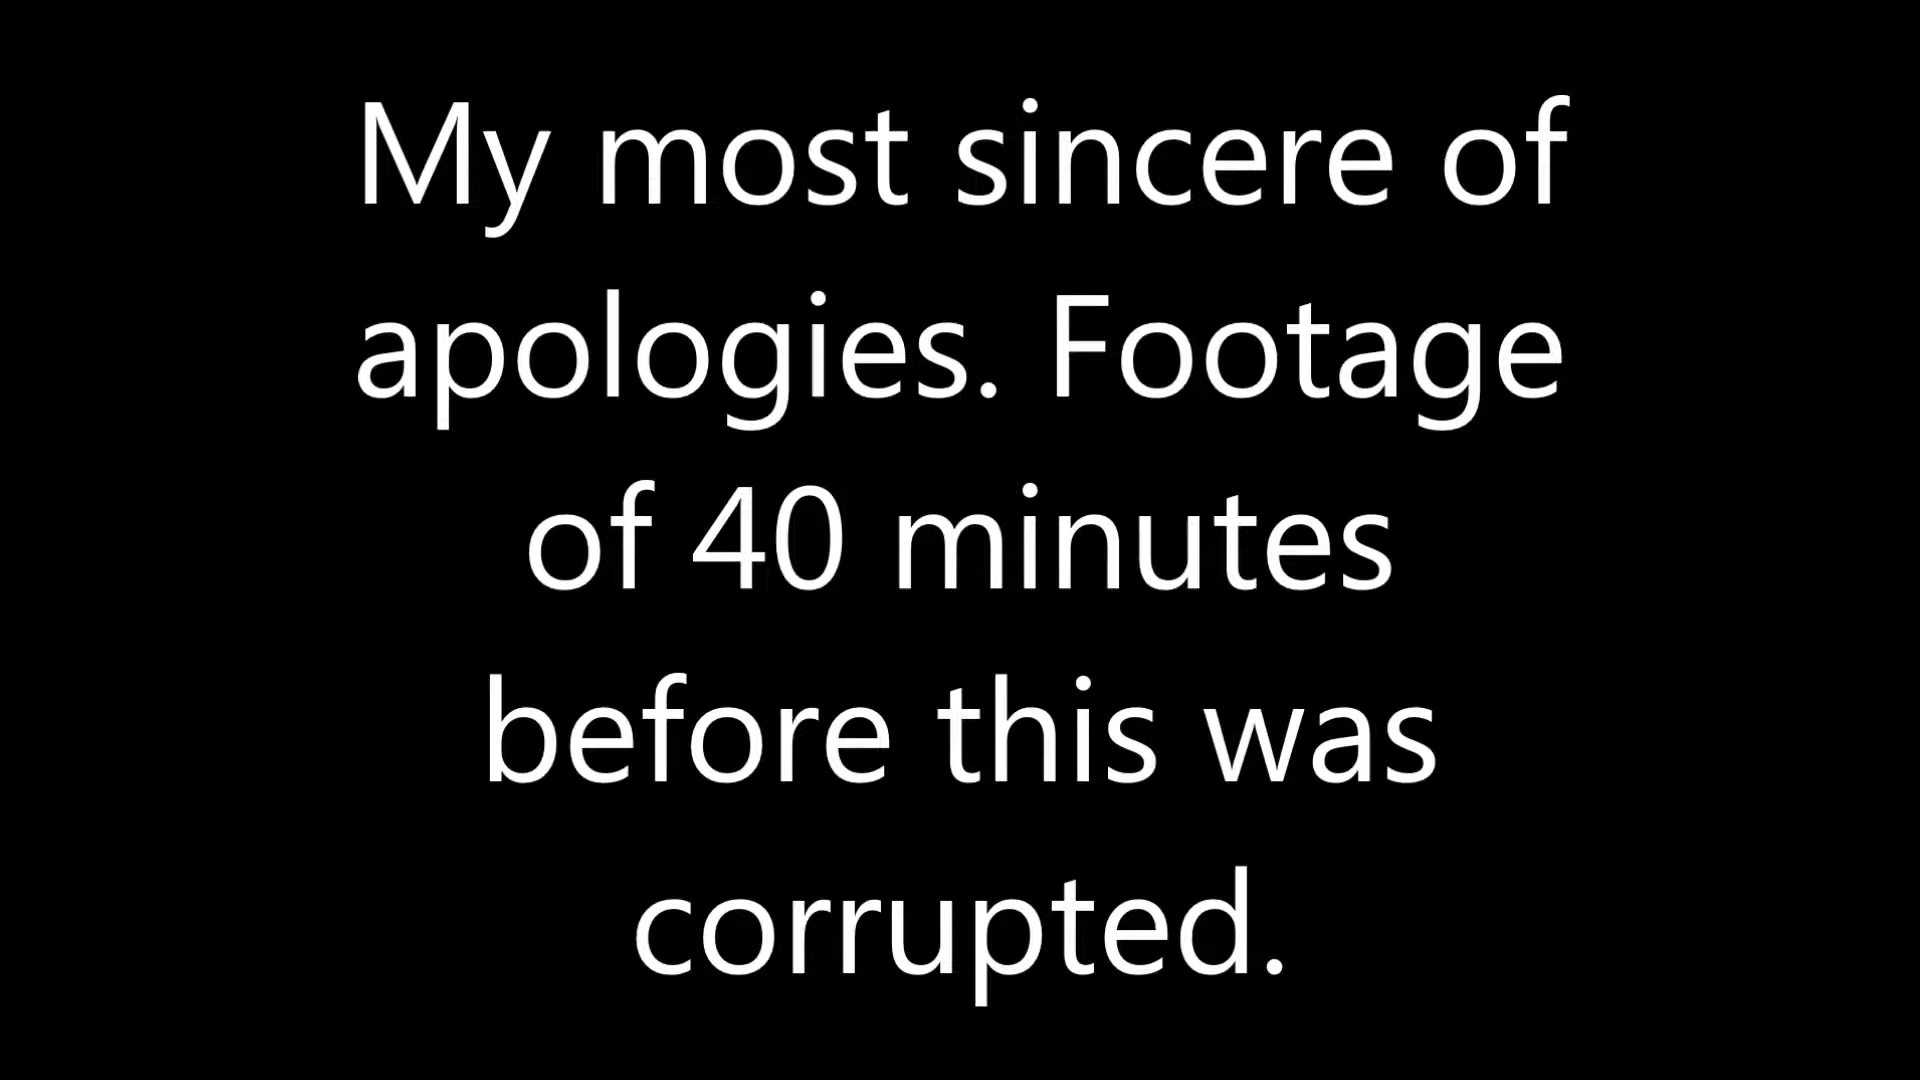 My most sincere of
apologies. Footage
of 40 minutes
before this was
corrupted.